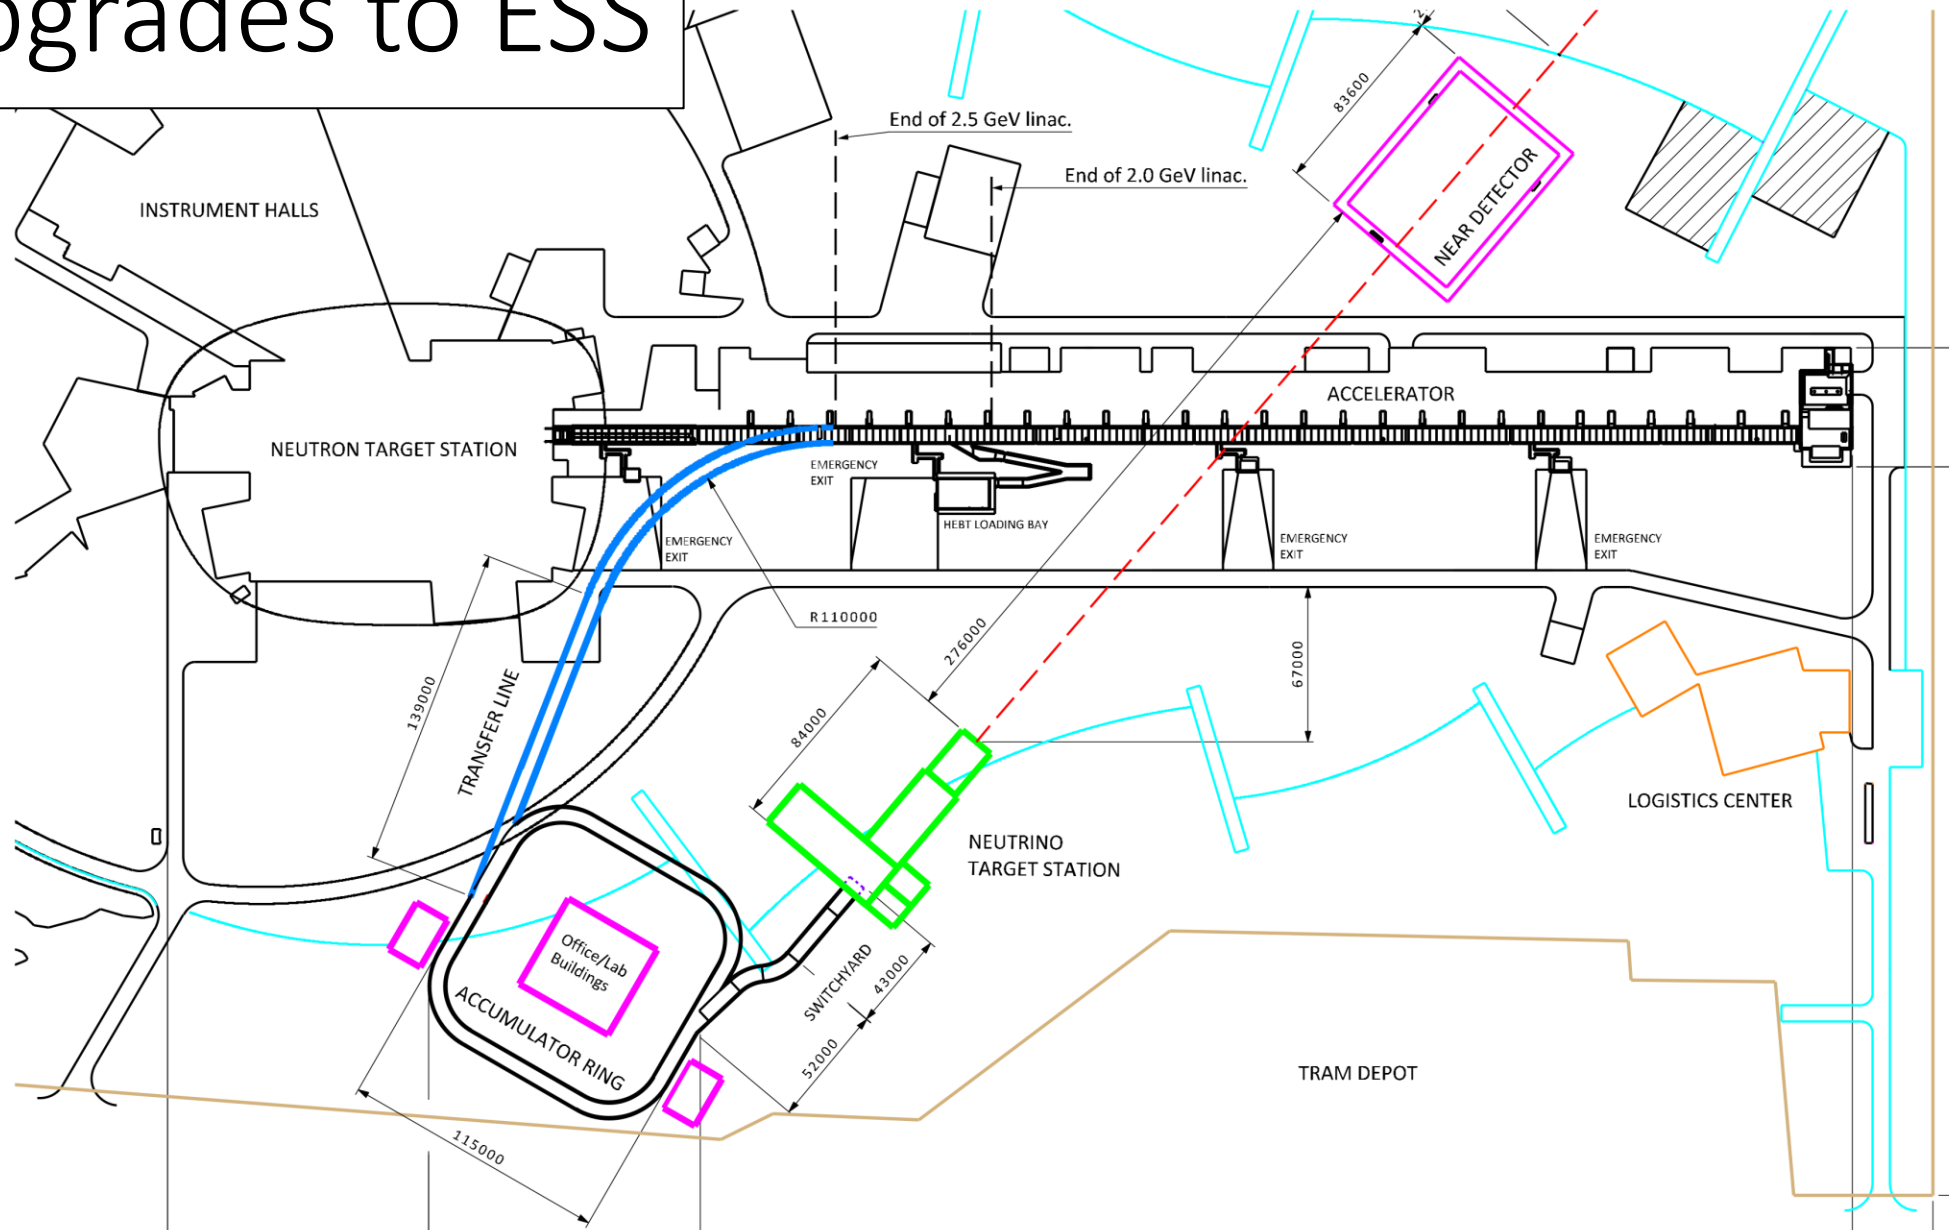 ogrades to ESS
End of 2.5 GeV linac.
End of 2.0 GeV linac.
83600
NEAR DETECTOR
INSTRUMENT HALLS
ACCELERATOR
NEUTRON TARGET STATION
EMERGENCY
EXIT
HEBT LOADING BAY
EMERGENCY
EXIT
EMERGENCY
EXIT
EMERGENCY
EXIT
R110000
276000
67000
139000
TRANSFER LINE
84000
NEUTRINO
TARGET STATION
LOGISTICS CENTER
Office/Lab
Buildings
ACCUMULATOR RING
SWITCHYARD
43000
52000
115000
TRAM DEPOT